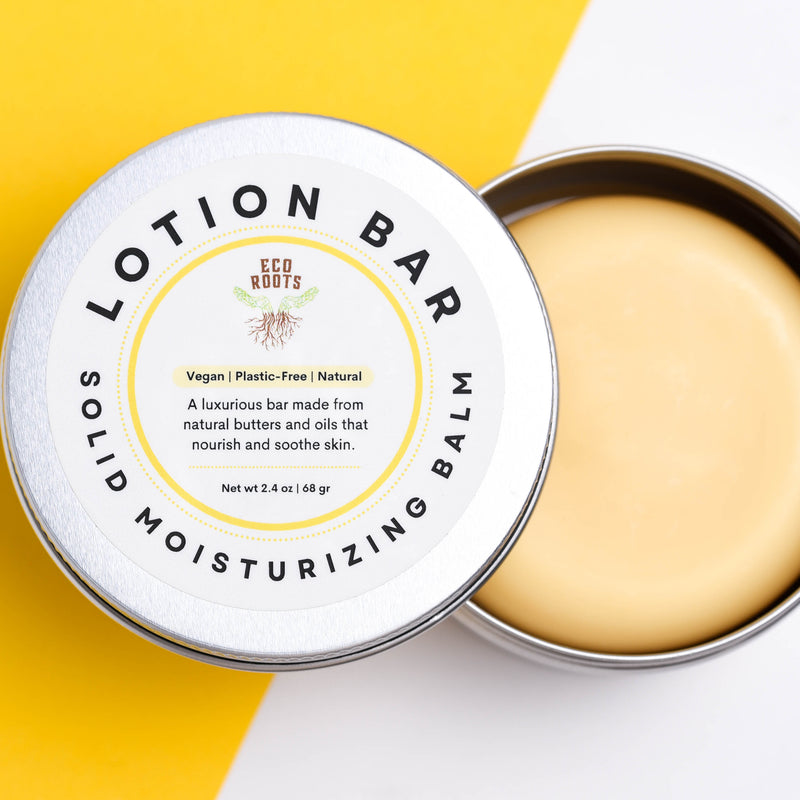 LOTION BAR
ECO
ROOTS
Vegan | Plastic-Free | Natural
A luxurious bar made from
natural butters and oils that
nourish and soothe skin.
Net wt 2.4 oz | 68 gr
SOLID MOISTURIZING BALM